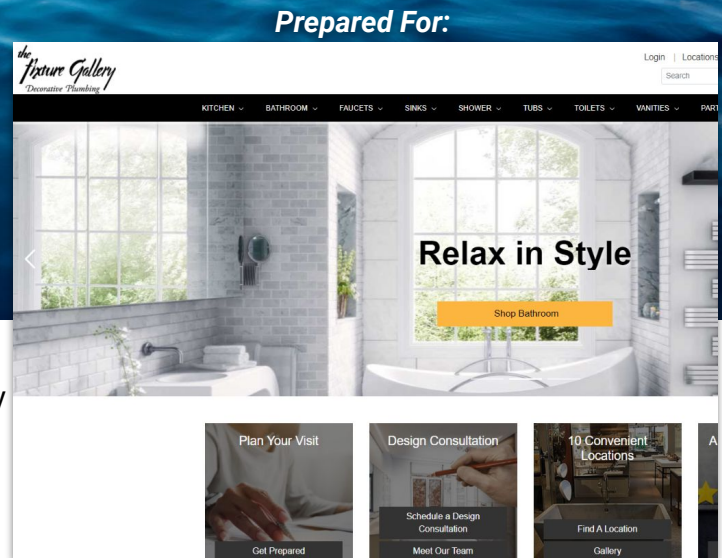 Prepared For:
the
Fixture Gallery
Decorative Plumbing
Login | Locations
Search
KITCHEN BATHROOM FAUCETS SINKS SHOWER TUBS TOILETS VANITIES PART
Relax in Style
Shop Bathroom
y
Plan Your Visit
Get Prepared
Design Consultation
Schedule a Design
Consultation
Meet Our Team
10 Convenient
Locations
Find A Location
Gallery
A